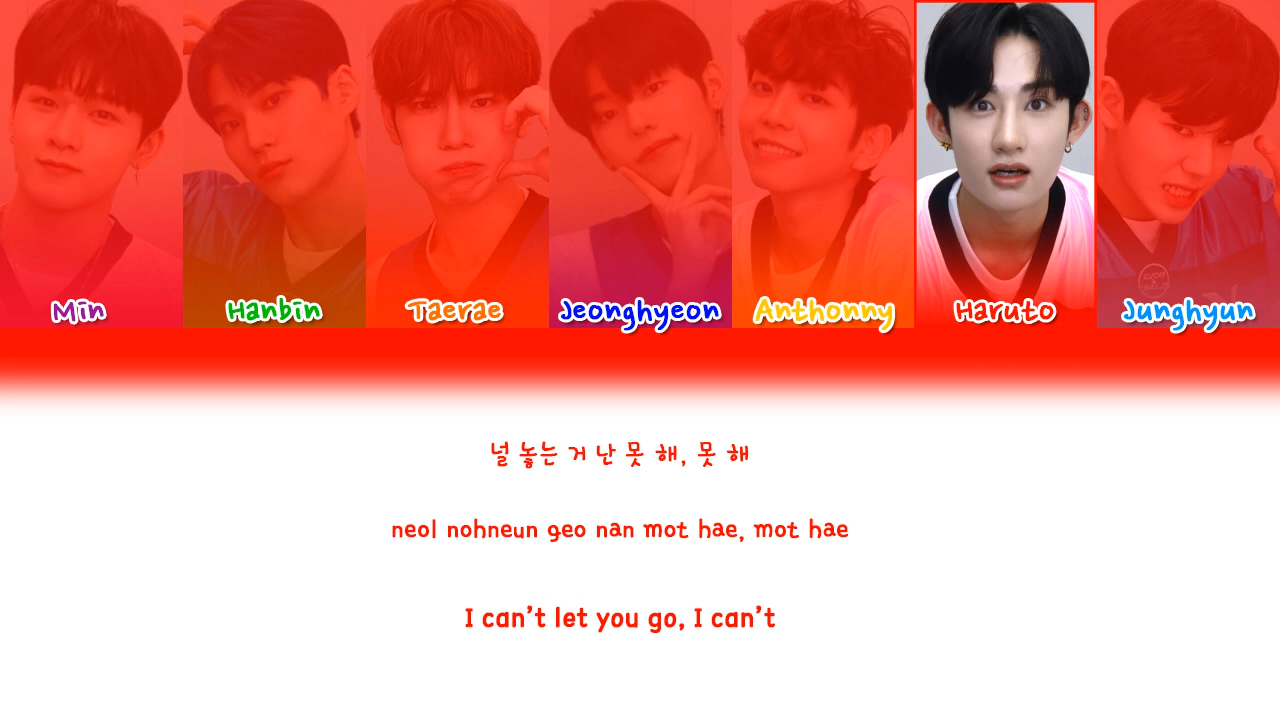 Min
Hanbin
Taerae
Jeonghyeon
Anthonny
Haruto
Junghyun
널 놓는 거 난 못 해, 못 해
neol nohneun geo nan mot hae, mot hae
I can't let you go, I can't